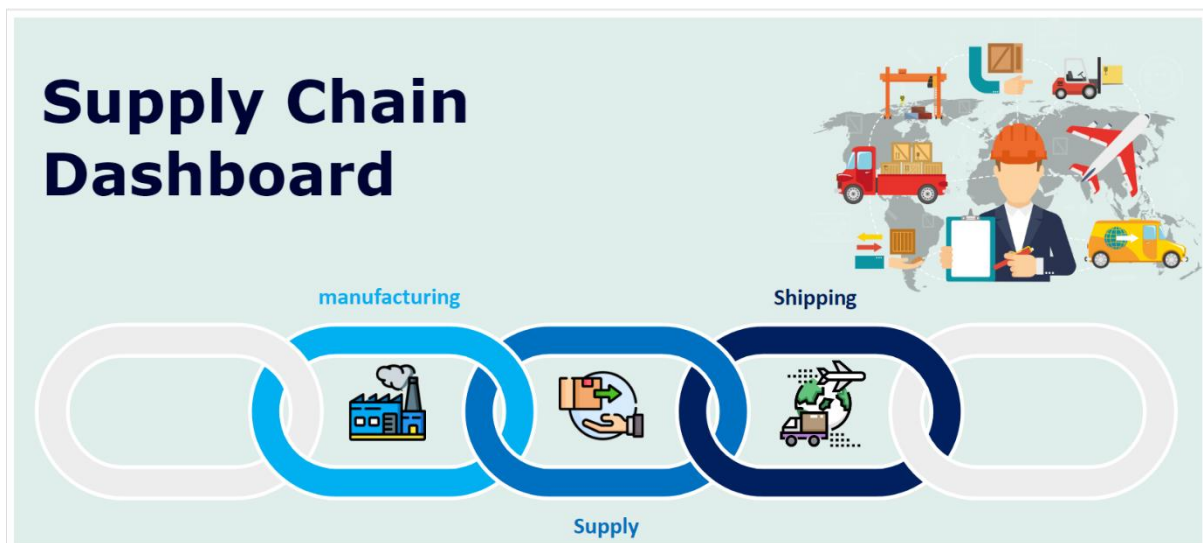 Supply Chain
Dashboard
manufacturing
Shipping
Supply